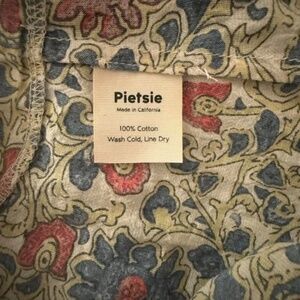 Pietsie
Made in California
100% Cotton
Wash Cold, Line Dry